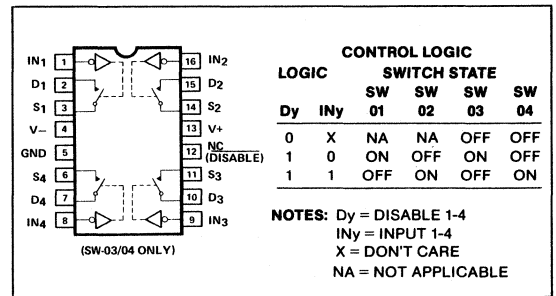 IN1 1 16 IN2
D1 2 15 D2
S1 3 14 S2
V− 4 13 V+
GND 5 12 NC
(DISABLE)
S4 6 11 S3
D4 7 10 D3
IN4 8 9 IN3
(SW-03/04 ONLY)
CONTROL LOGIC
LOGIC SWITCH STATE
SW SW SW SW
Dy INy 01 02 03 04
0 X NA NA OFF OFF
1 0 ON OFF ON OFF
1 1 OFF ON OFF ON
NOTES: Dy = DISABLE 1-4
INy = INPUT 1-4
X = DON'T CARE
NA = NOT APPLICABLE